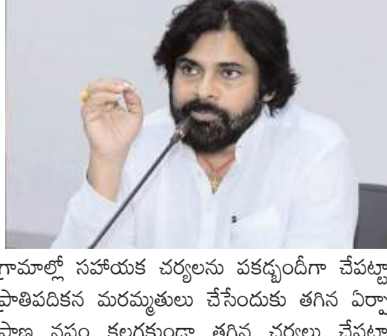 గ్రామాల్లో సహాయక చర్యలను పకడ్బందీగా చేపట్టా
ప్రాతిపదికన మరమ్మతులు చేసేందుకు తగిన ఏర్పా
ప్రాణ నష్టం కలగకుండా తగిన చర్యలు చేపట్టా